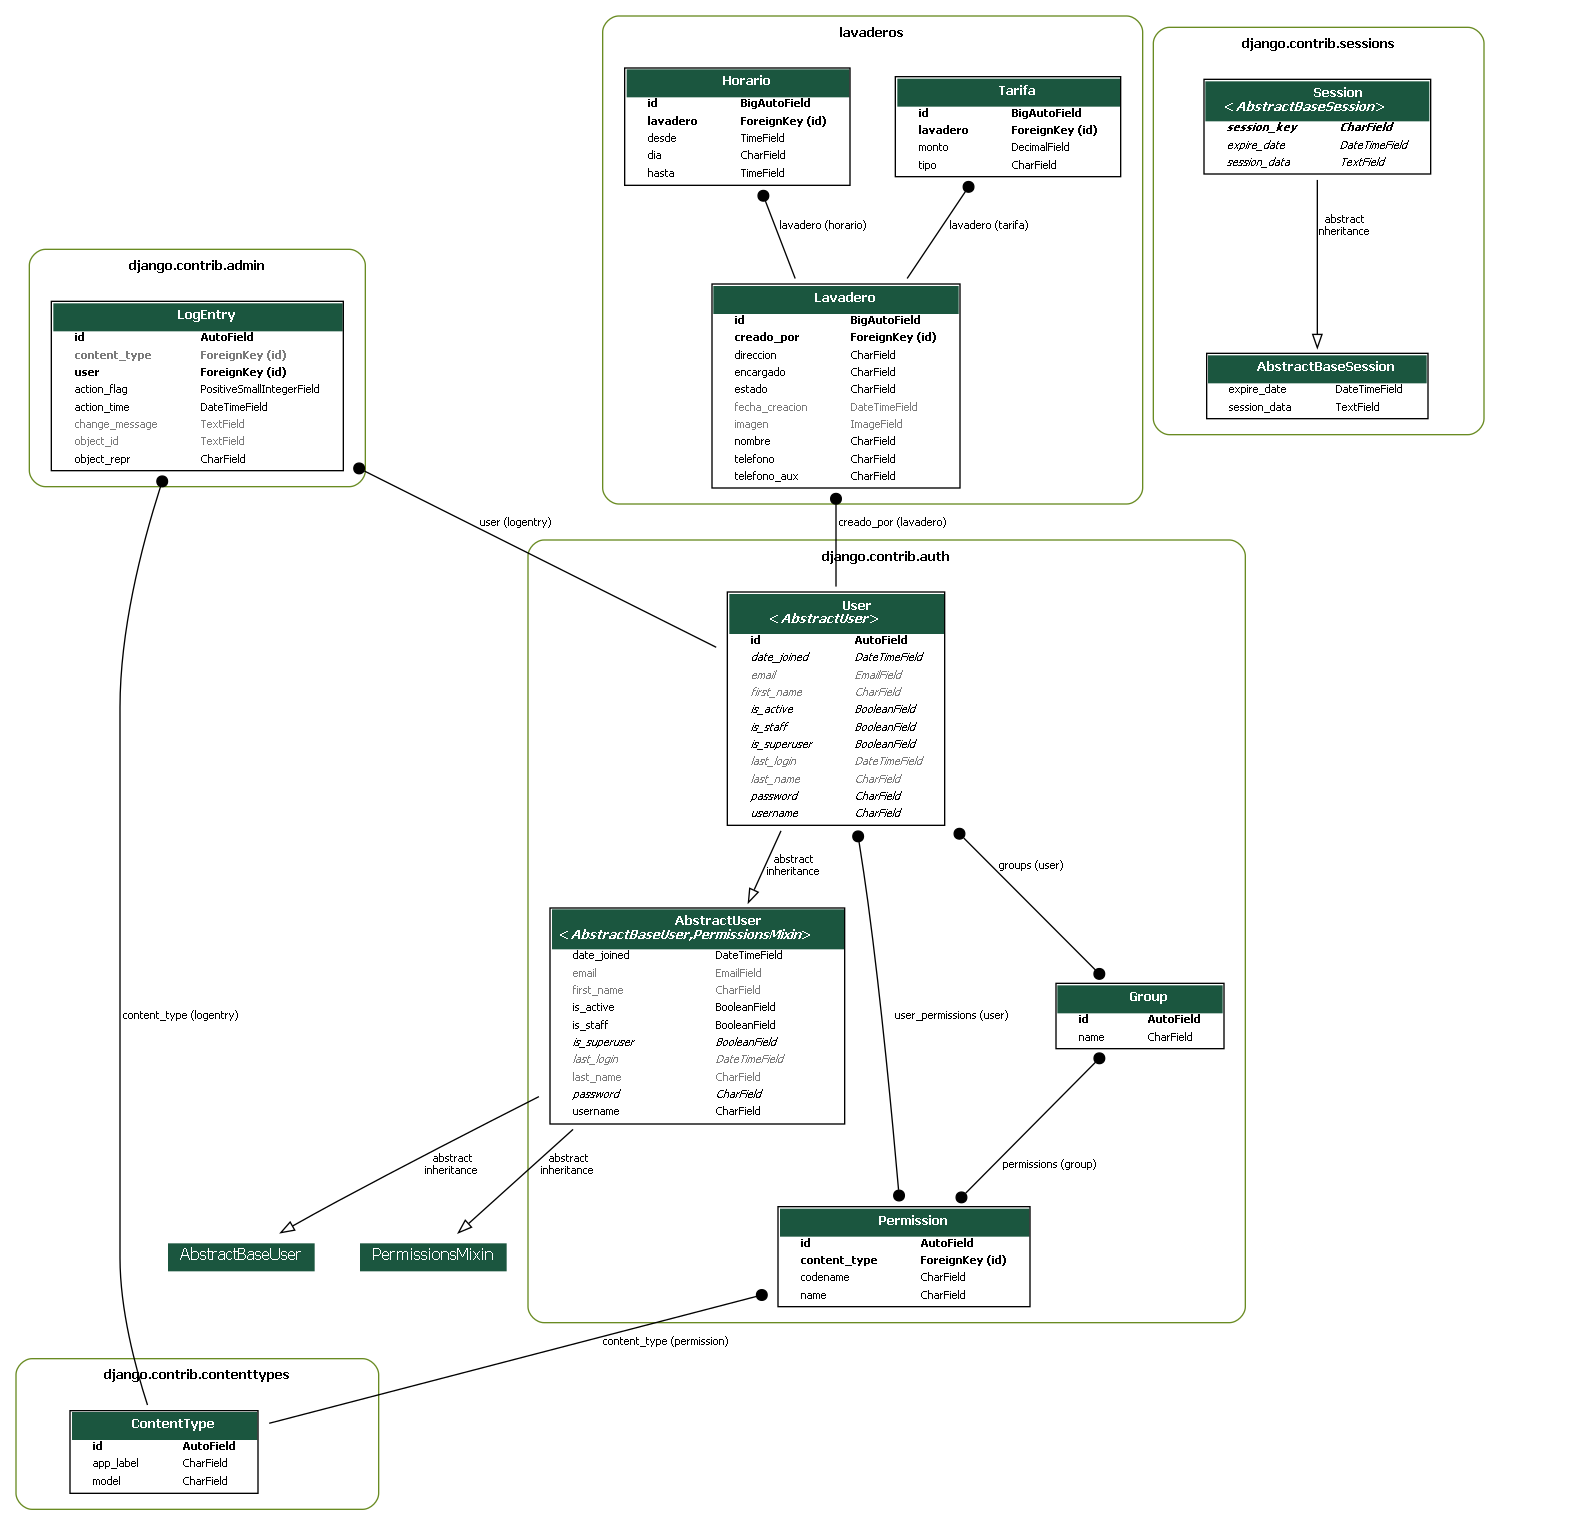 lavaderos
Horario
id BigAutoField
lavadero ForeignKey (id)
desde TimeField
dia CharField
hasta TimeField
Tarifa
id BigAutoField
lavadero ForeignKey (id)
monto DecimalField
tipo CharField
lavadero (horario)
lavadero (tarifa)
Lavadero
id BigAutoField
creado_por ForeignKey (id)
direccion CharField
encargado CharField
estado CharField
fecha_creacion DateTimeField
imagen ImageField
nombre CharField
telefono CharField
telefono_aux CharField
django.contrib.sessions
Session
<AbstractBaseSession>
session_key CharField
expire_date DateTimeField
session_data TextField
abstract
inheritance
AbstractBaseSession
expire_date DateTimeField
session_data TextField
django.contrib.admin
LogEntry
id AutoField
content_type ForeignKey (id)
user ForeignKey (id)
action_flag PositiveSmallIntegerField
action_time DateTimeField
change_message TextField
object_id TextField
object_repr CharField
user (logentry)
creado_por (lavadero)
django.contrib.auth
User
<AbstractUser>
id AutoField
date_joined DateTimeField
email EmailField
first_name CharField
is_active BooleanField
is_staff BooleanField
is_superuser BooleanField
last_login DateTimeField
last_name CharField
password CharField
username CharField
abstract
inheritance
groups (user)
AbstractUser
<AbstractBaseUser,PermissionsMixin>
date_joined DateTimeField
email EmailField
first_name CharField
is_active BooleanField
is_staff BooleanField
is_superuser BooleanField
last_login DateTimeField
last_name CharField
password CharField
username CharField
Group
id AutoField
name CharField
content_type (logentry)
user_permissions (user)
abstract
inheritance
abstract
inheritance
permissions (group)
AbstractBaseUser
PermissionsMixin
Permission
id AutoField
content_type ForeignKey (id)
codename CharField
name CharField
content_type (permission)
django.contrib.contenttypes
ContentType
id AutoField
app_label CharField
model CharField